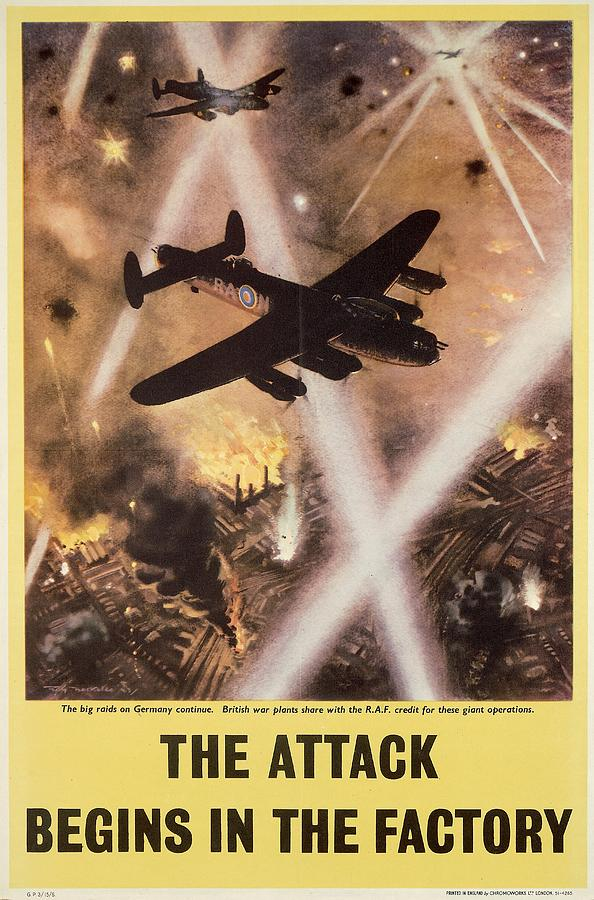 RA M
The big raids on Germany continue. British war plants share with the R.A.F. credit for these giant operations.
THE ATTACK
BEGINS IN THE FACTORY
G.P.3/15/6.
PRINTED IN ENGLAND by CHROMOWORKS LTD LONDON. 51-4265